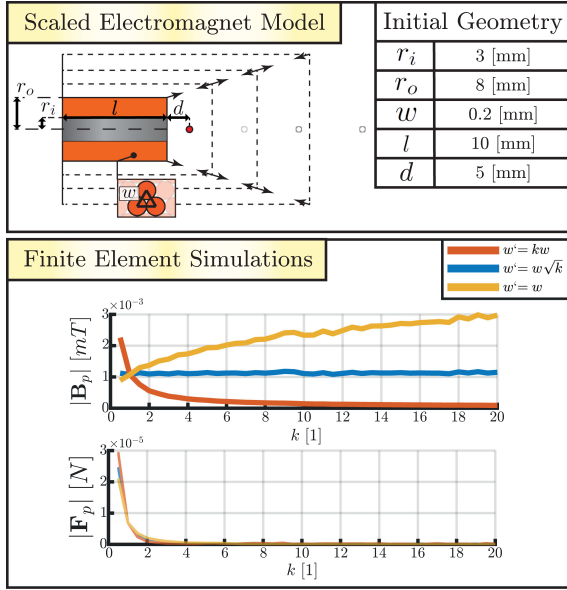 Scaled Electromagnet Model
r_o
r_i
l
d
w
Initial Geometry
r_i 3 [mm]
r_o 8 [mm]
w 0.2 [mm]
l 10 [mm]
d 5 [mm]
Finite Element Simulations
w‘= kw
w‘= w√k
w‘= w
×10⁻³
|B_p| [mT]
3
2
1
0
0 2 4 6 8 10 12 14 16 18 20
k [1]
×10⁻⁵
|F_p| [N]
3
2
1
0
0 2 4 6 8 10 12 14 16 18 20
k [1]